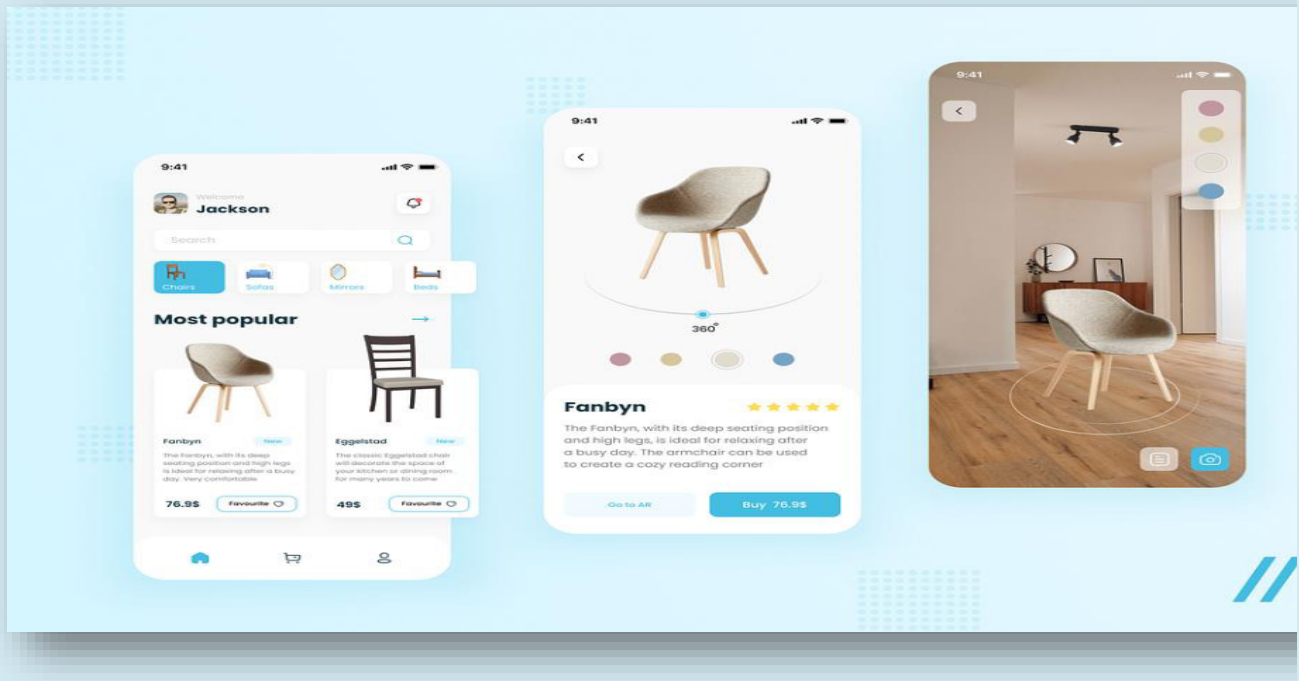 9:41
Welcome
Jackson
Search
Chairs
Sofas
Mirrors
Beds
Most popular
Fanbyn
New
The Fanbyn, with its deep
seating position and high legs
is ideal for relaxing after a busy
day. Very comfortable
76.9$
Favourite
Eggelstad
New
The classic Eggelstad chair
will decorate the space of
your kitchen or dining room
for many years to come
49$
Favourite
9:41
360°
Fanbyn
The Fanbyn, with its deep seating position
and high legs, is ideal for relaxing after
a busy day. The armchair can be used
to create a cozy reading corner
Go to AR
Buy 76.9$
9:41